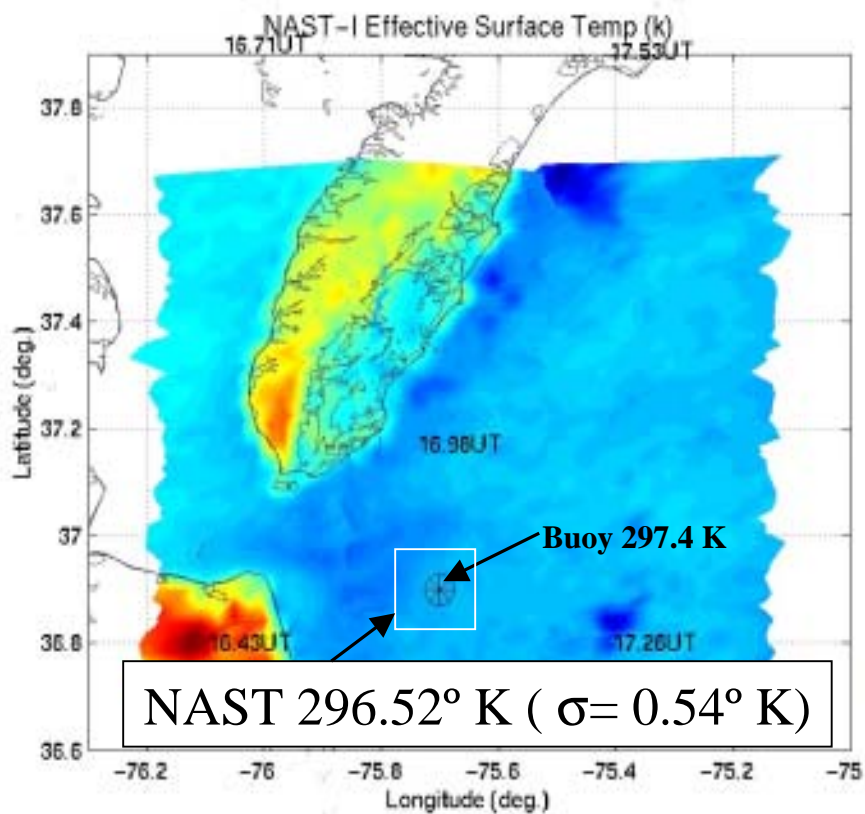 NAST-I Effective Surface Temp (k)
16.71UT
17.53UT
37.8
37.6
37.4
37.2
37
36.8
36.6
Latitude (deg.)
16.98UT
Buoy 297.4 K
16.43UT
17.26UT
NAST 296.52º K ( σ= 0.54º K)
-76.2
-76
-75.8
-75.6
-75.4
-75.2
-75
Longitude (deg.)